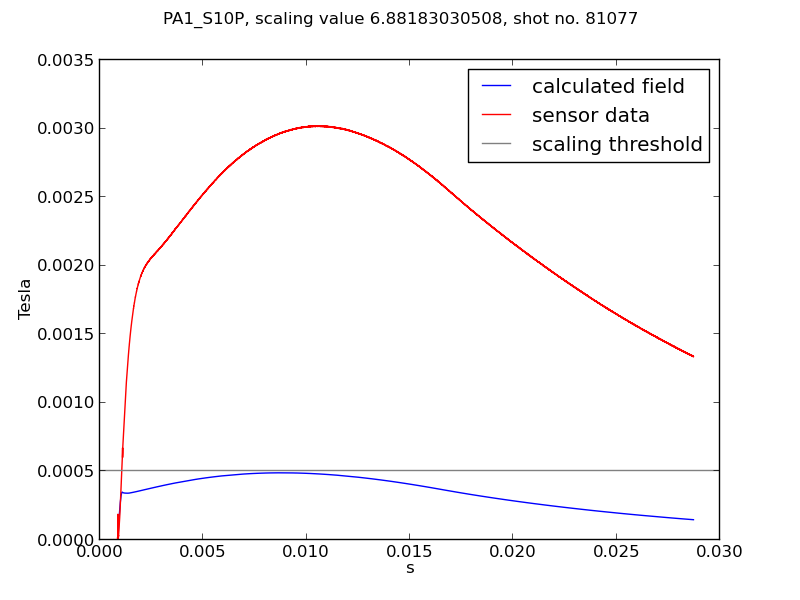 PA1_S10P, scaling value 6.88183030508, shot no. 81077
0.0035
0.0030
0.0025
0.0020
0.0015
0.0010
0.0005
0.0000
Tesla
calculated field
sensor data
scaling threshold
0.000 0.005 0.010 0.015 0.020 0.025 0.030
s